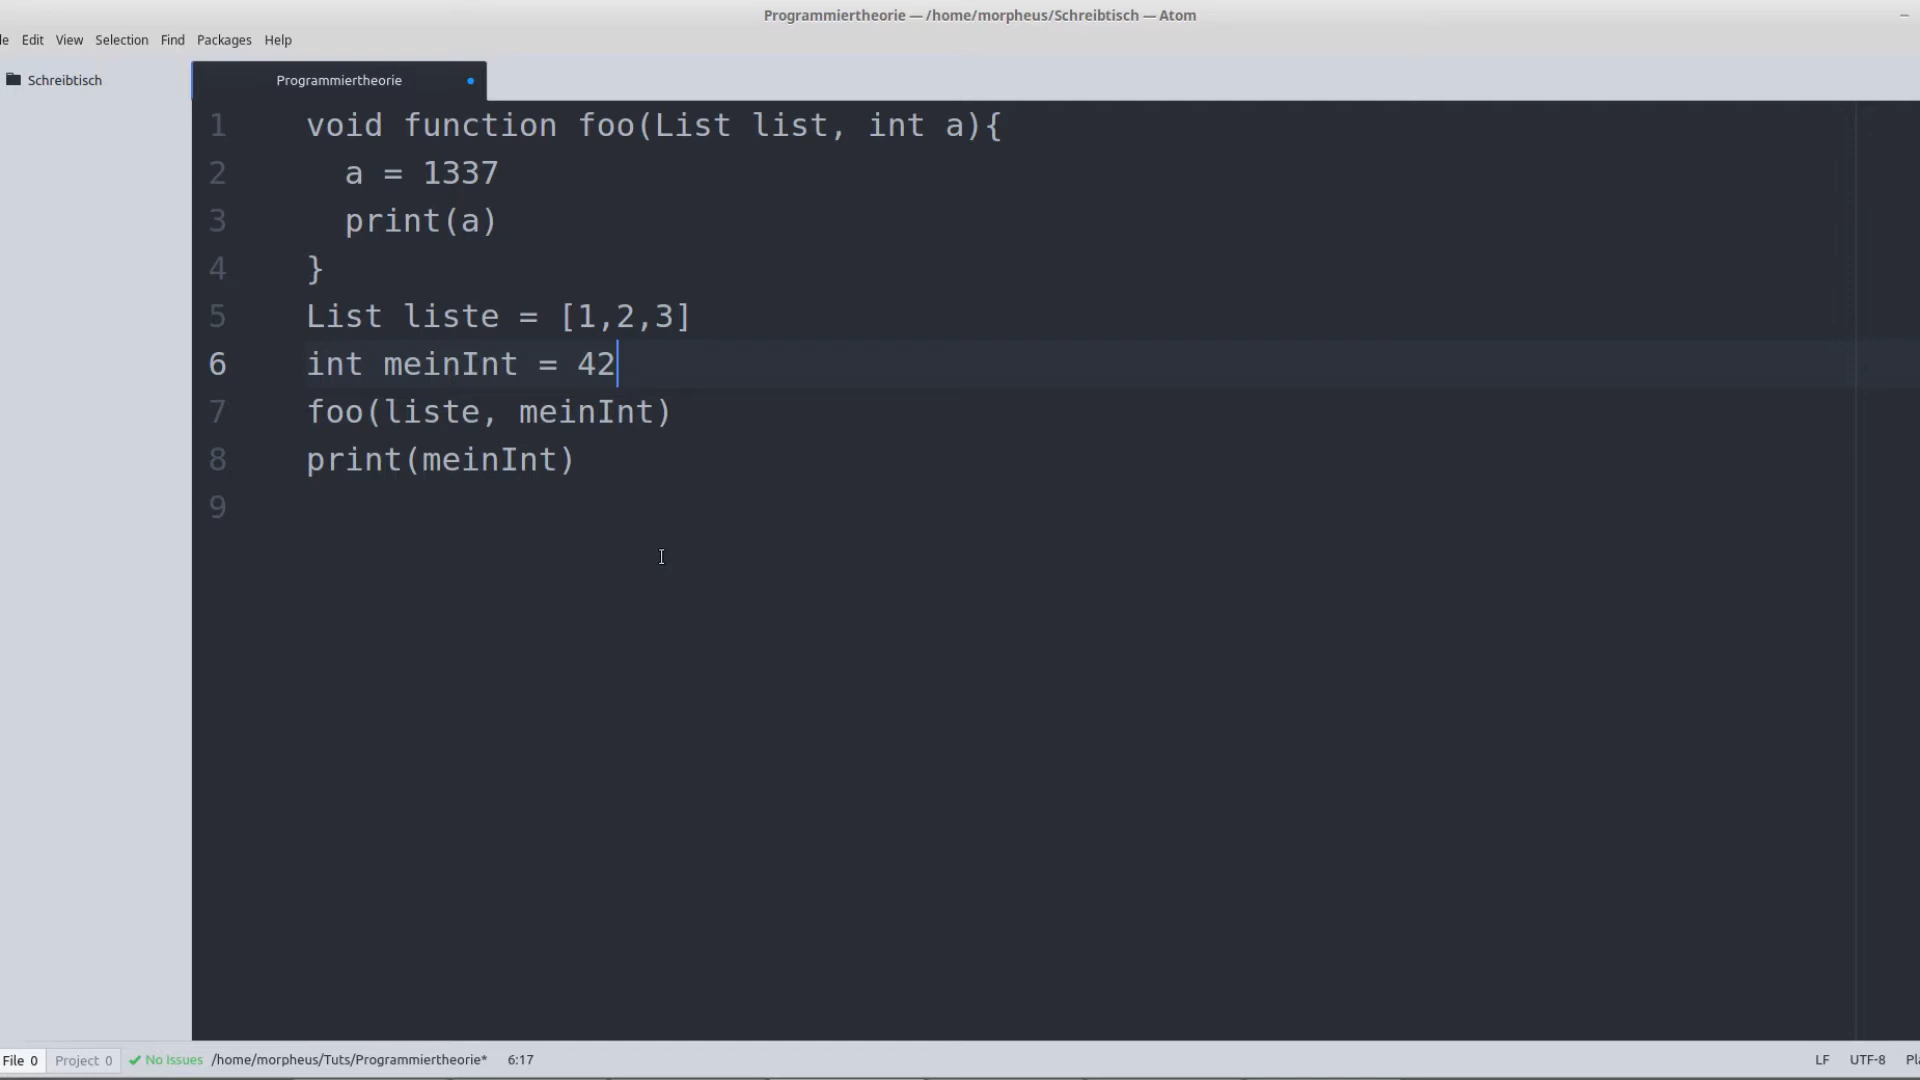 Programmiertheorie — /home/morpheus/Schreibtisch — Atom
le Edit View Selection Find Packages Help
Schreibtisch
Programmiertheorie
1 void function foo(List list, int a){
2 a = 1337
3 print(a)
4 }
5 List liste = [1,2,3]
6 int meinInt = 42
7 foo(liste, meinInt)
8 print(meinInt)
9
File 0 Project 0 No Issues /home/morpheus/Tuts/Programmiertheorie* 6:17 LF UTF-8 Pl